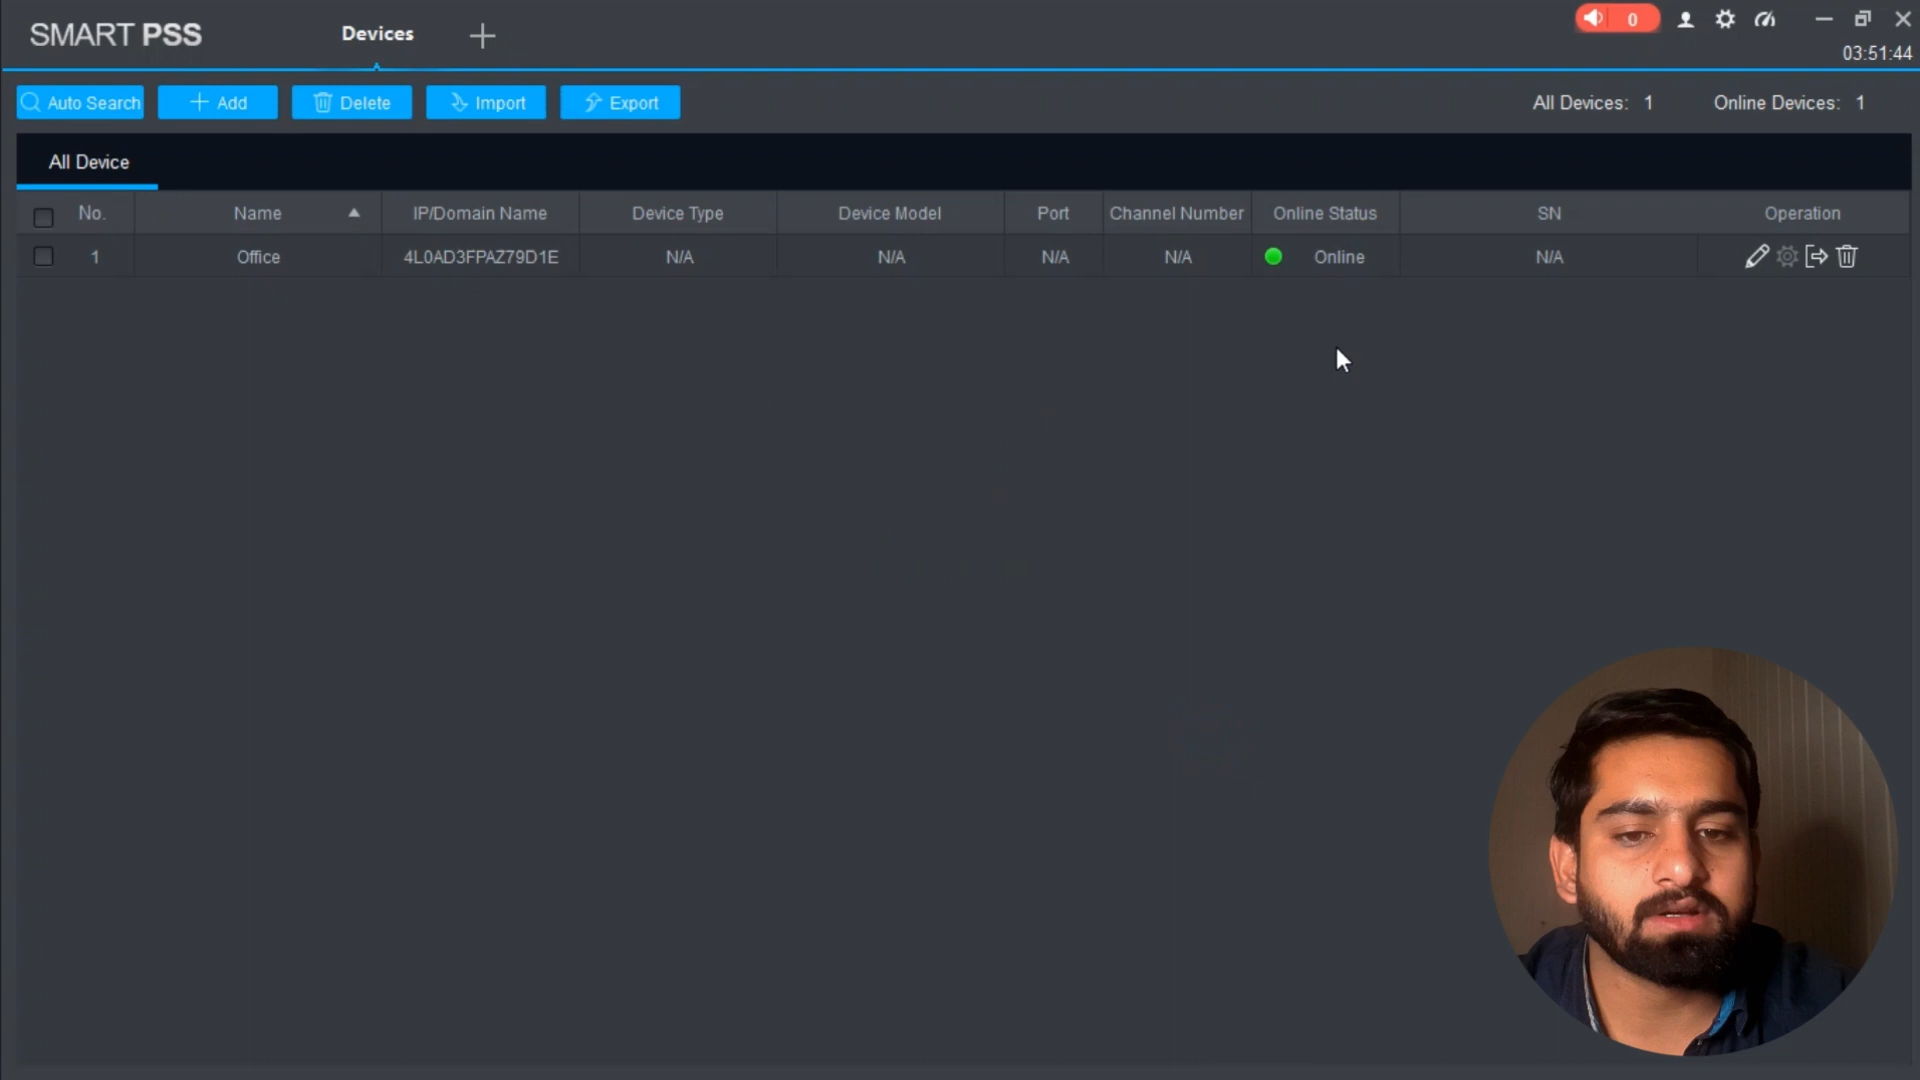 SMART PSS
Devices
0
03:51:44
Auto Search
Add
Delete
Import
Export
All Devices: 1
Online Devices: 1
All Device
No. Name IP/Domain Name Device Type Device Model Port Channel Number Online Status SN Operation
1 Office 4L0AD3FPAZ79D1E N/A N/A N/A N/A Online N/A